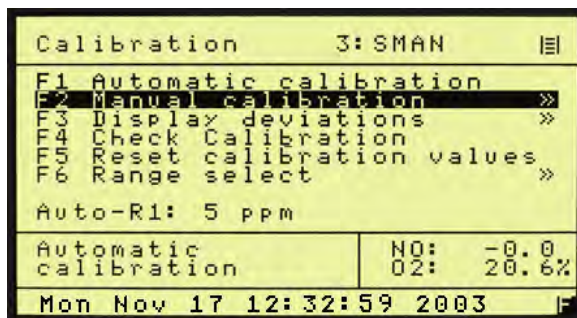 Calibration 3:SMAN
F1 Automatic calibration
F2 Manual calibration »
F3 Display deviations »
F4 Check Calibration
F5 Reset calibration values
F6 Range select »
Auto-R1: 5 ppm
Automatic calibration
NO: -0.0
O2: 20.6%
Mon Nov 17 12:32:59 2003